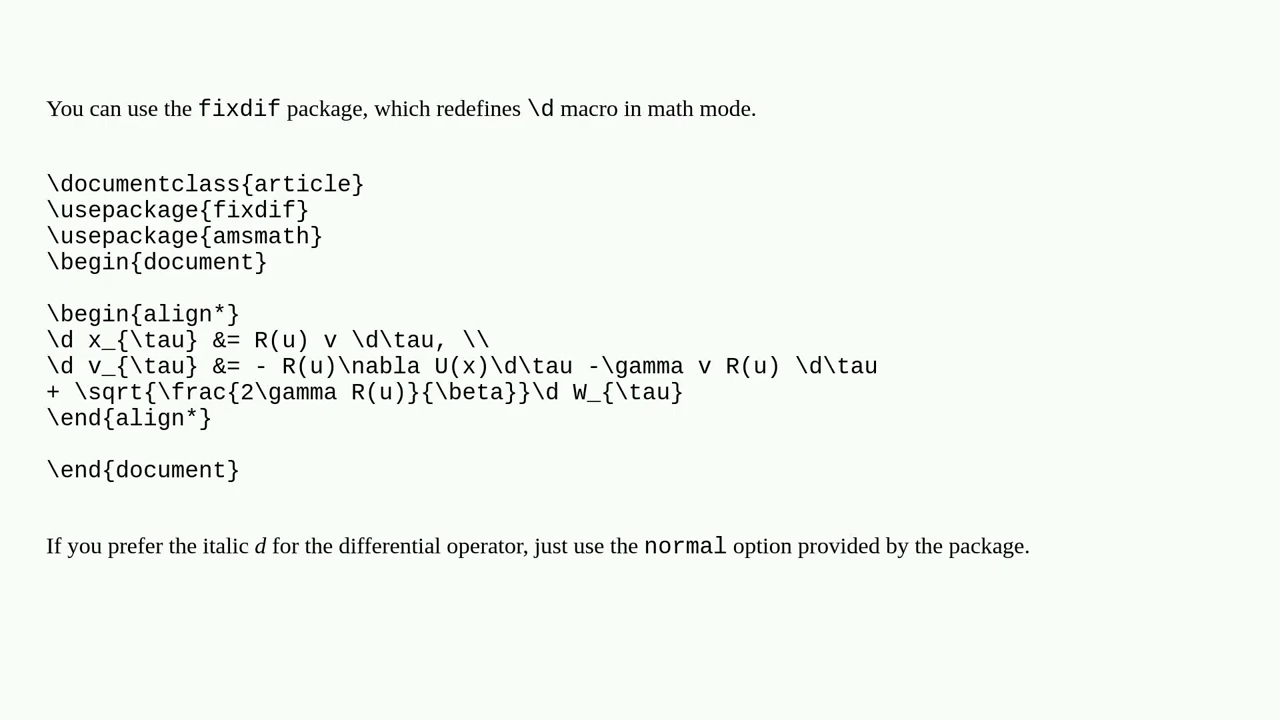 You can use the fixdif package, which redefines \d macro in math mode.
\documentclass{article}
\usepackage{fixdif}
\usepackage{amsmath}
\begin{document}
\begin{align*}
\d x_{\tau} &= R(u) v \d\tau, \\
\d v_{\tau} &= - R(u)\nabla U(x)\d\tau -\gamma v R(u) \d\tau
+ \sqrt{\frac{2\gamma R(u)}{\beta}}\d W_{\tau}
\end{align*}
\end{document}
If you prefer the italic d for the differential operator, just use the normal option provided by the package.